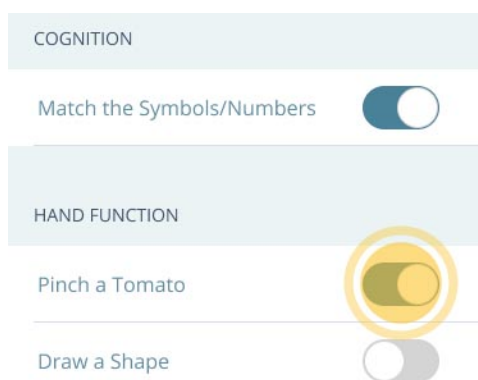 COGNITION
Match the Symbols/Numbers
HAND FUNCTION
Pinch a Tomato
Draw a Shape